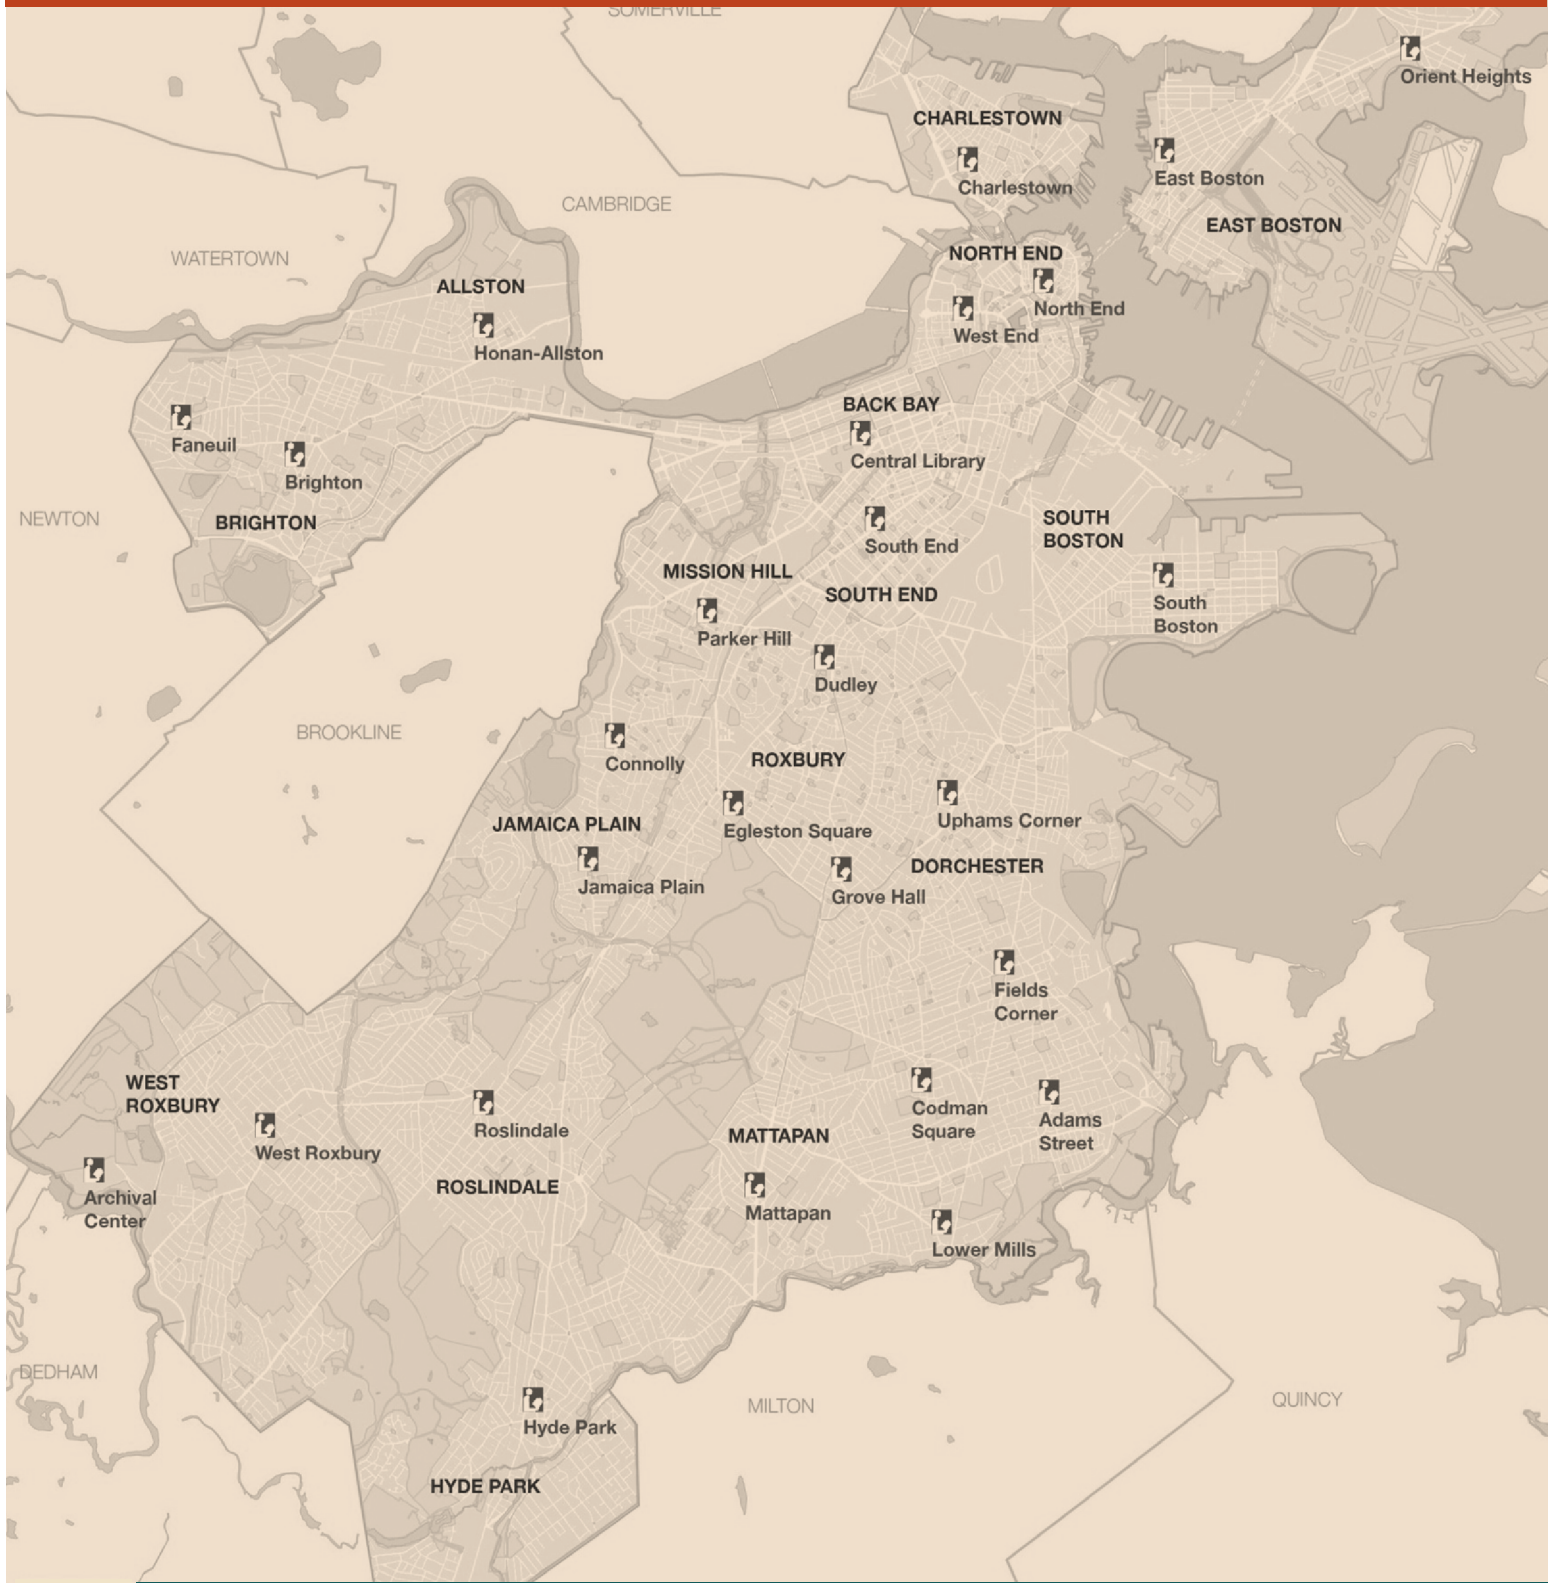 SOMERVILLE
Orient Heights
CHARLESTOWN
Charlestown
East Boston
CAMBRIDGE
EAST BOSTON
WATERTOWN
NORTH END
ALLSTON
North End
West End
Honan-Allston
BACK BAY
Faneuil
Central Library
Brighton
NEWTON
BRIGHTON
SOUTH
BOSTON
South End
MISSION HILL
SOUTH END
South
Boston
Parker Hill
Dudley
BROOKLINE
Connolly
ROXBURY
Uphams Corner
JAMAICA PLAIN
Egleston Square
DORCHESTER
Jamaica Plain
Grove Hall
Fields
Corner
WEST
ROXBURY
Codman
Square
Adams
Street
Roslindale
MATTAPAN
West Roxbury
ROSLINDALE
Archival
Center
Mattapan
Lower Mills
DEDHAM
MILTON
QUINCY
Hyde Park
HYDE PARK